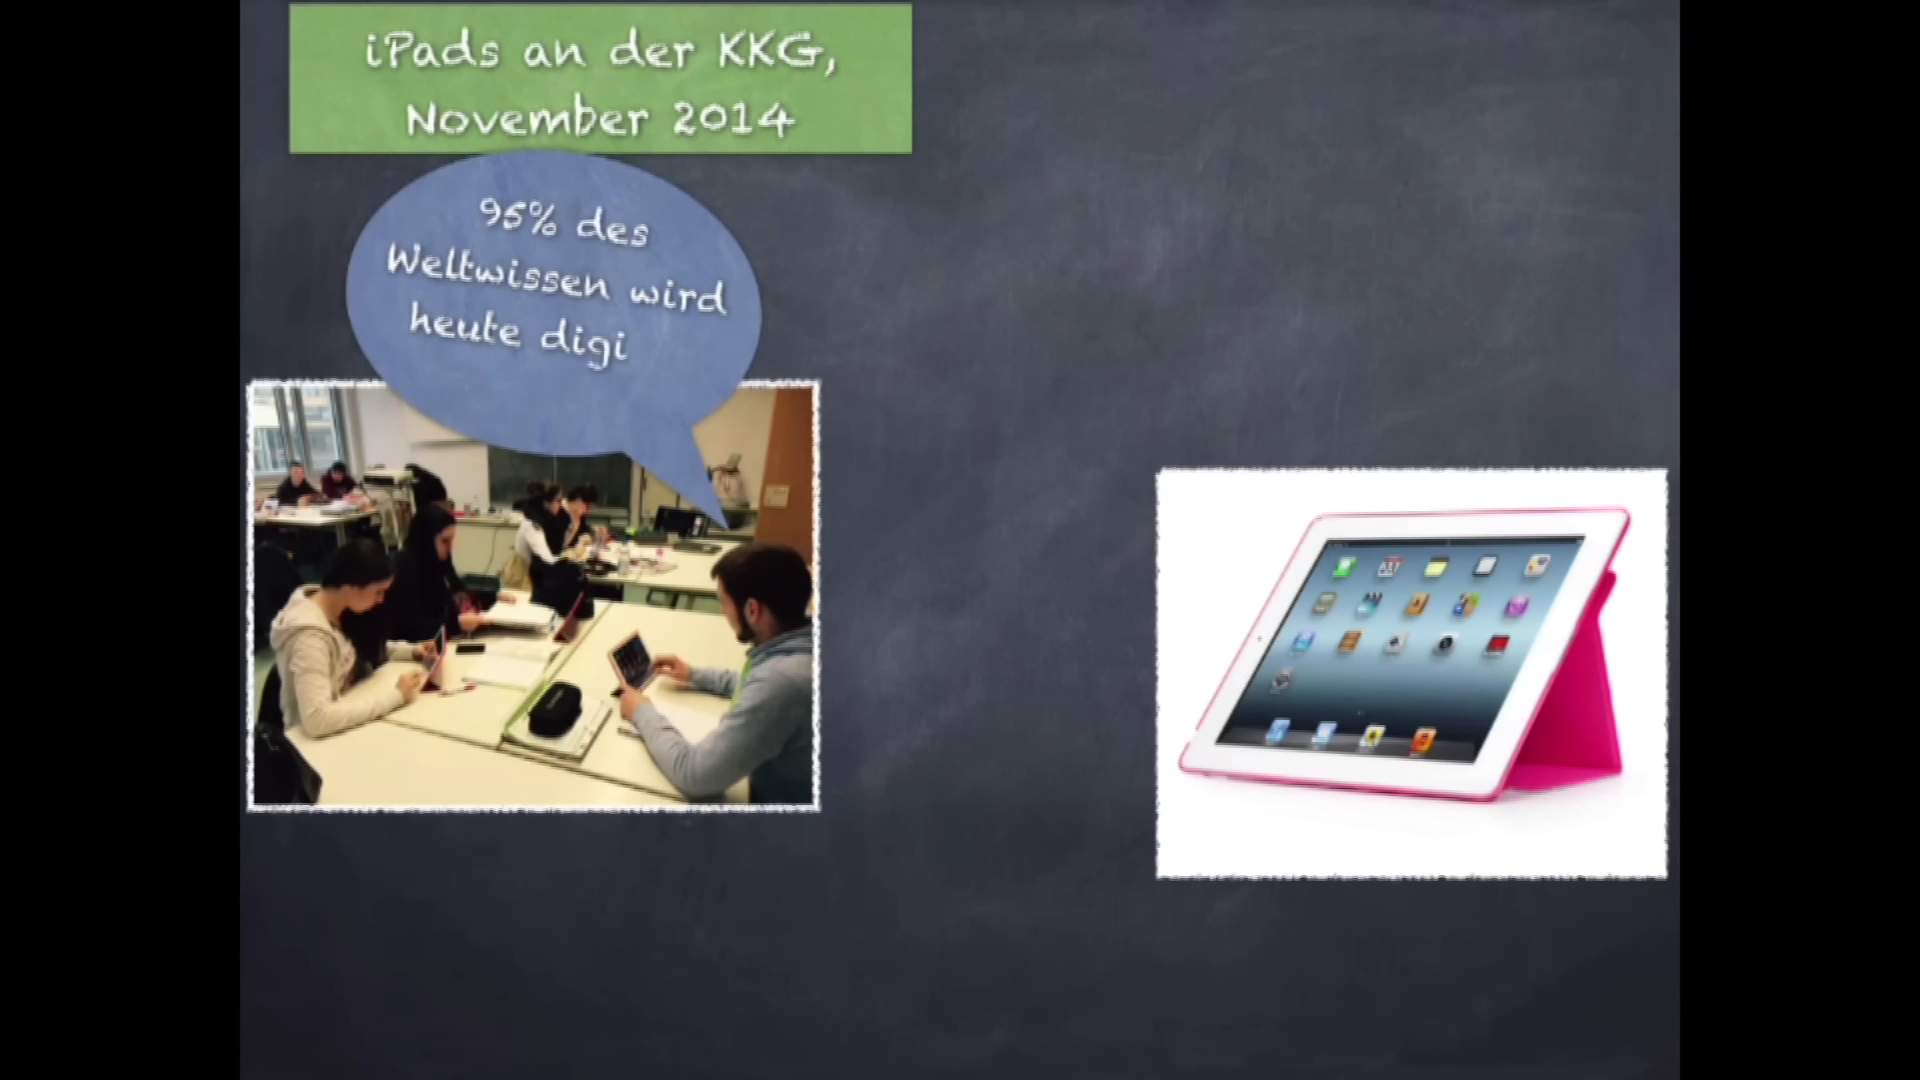 iPads an der KKG,
November 2014
95% des
Weltwissen wird
heute digi